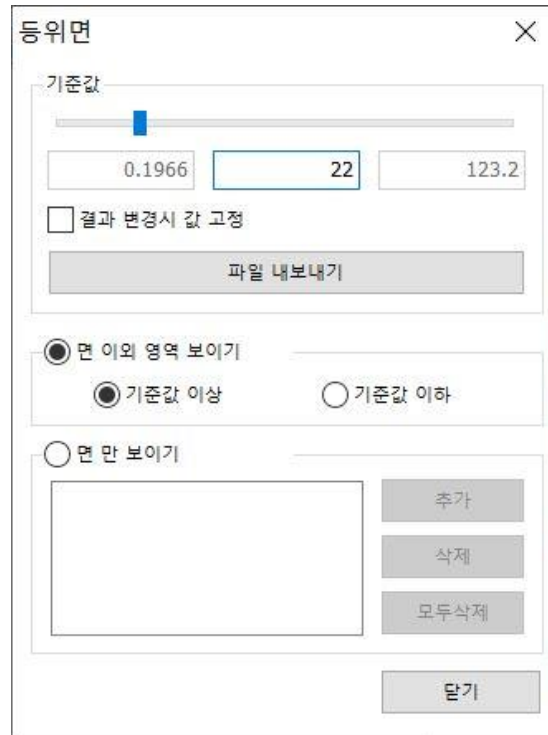 등위면
기준값
0.1966 22 123.2
결과 변경시 값 고정
파일 내보내기
면 이외 영역 보이기
기준값 이상 기준값 이하
면 만 보이기
추가
삭제
모두삭제
닫기